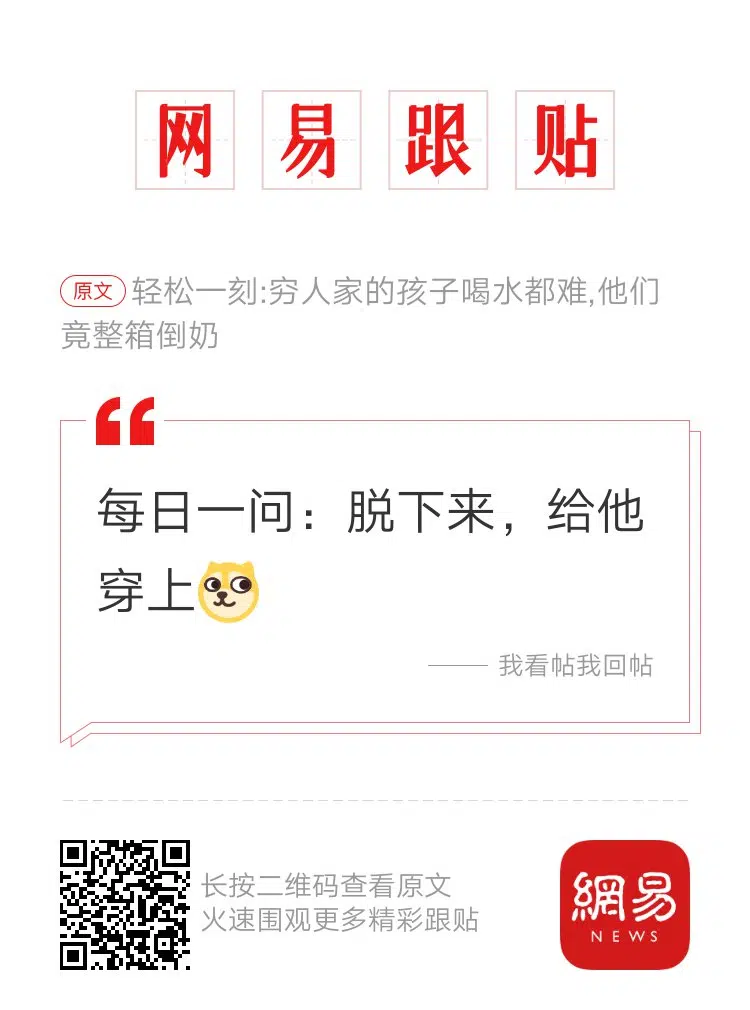 网易跟贴
原文 轻松一刻:穷人家的孩子喝水都难,他们
竟整箱倒奶
每日一问：脱下来，给他
穿上
—— 我看帖我回帖
长按二维码查看原文
火速围观更多精彩跟贴
網易
NEWS